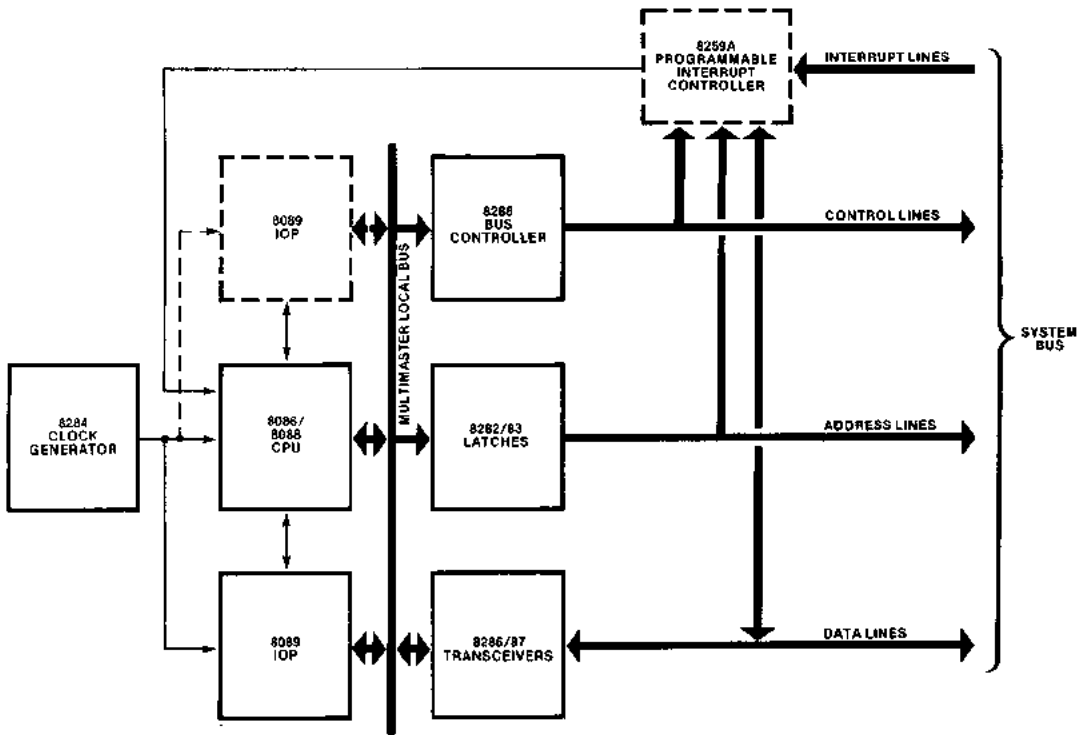 8259A
PROGRAMMABLE
INTERRUPT
CONTROLLER
INTERRUPT LINES
8089
IOP
8288
BUS
CONTROLLER
CONTROL LINES
MULTIMASTER LOCAL BUS
SYSTEM
BUS
8284
CLOCK
GENERATOR
8086/
8088
CPU
8282/83
LATCHES
ADDRESS LINES
8089
IOP
8286/87
TRANSCEIVERS
DATA LINES